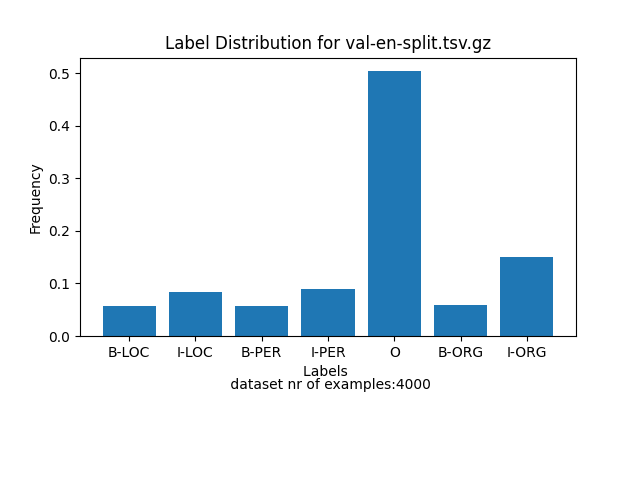 Label Distribution for val-en-split.tsv.gz
0.5
0.4
0.3
0.2
0.1
0.0
Frequency
B-LOC I-LOC B-PER I-PER O B-ORG I-ORG
Labels
dataset nr of examples:4000